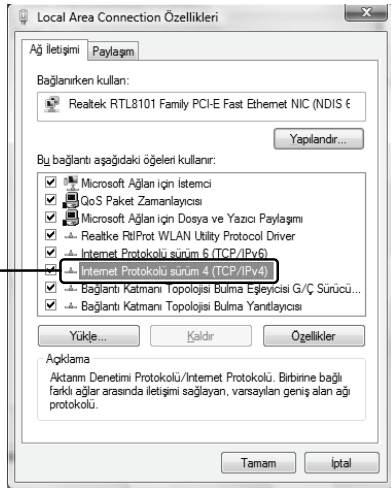 Local Area Connection Özellikleri
Ağ İletişimi Paylaşım
Bağlanırken kullan:
Realtek RTL8101 Family PCI-E Fast Ethernet NIC (NDIS 6
Yapılandır...
Bu bağlantı aşağıdaki öğeleri kullanır:
Microsoft Ağları için İstemci
QoS Paket Zamanlayıcısı
Microsoft Ağları için Dosya ve Yazıcı Paylaşımı
Realtke RtlProt WLAN Utility Protocol Driver
Internet Protokolü sürüm 6 (TCP/IPv6)
Internet Protokolü sürüm 4 (TCP/IPv4)
Bağlantı Katmanı Topolojisi Bulma Eşleyicisi G/Ç Sürücü...
Bağlantı Katmanı Topolojisi Bulma Yanıtlayıcısı
Yükle... Kaldır Özellikler
Açıklama
Aktarım Denetimi Protokolü/Internet Protokolü. Birbirine bağlı
farklı ağlar arasında iletişimi sağlayan, varsayılan geniş alan ağı
protokolü.
Tamam İptal